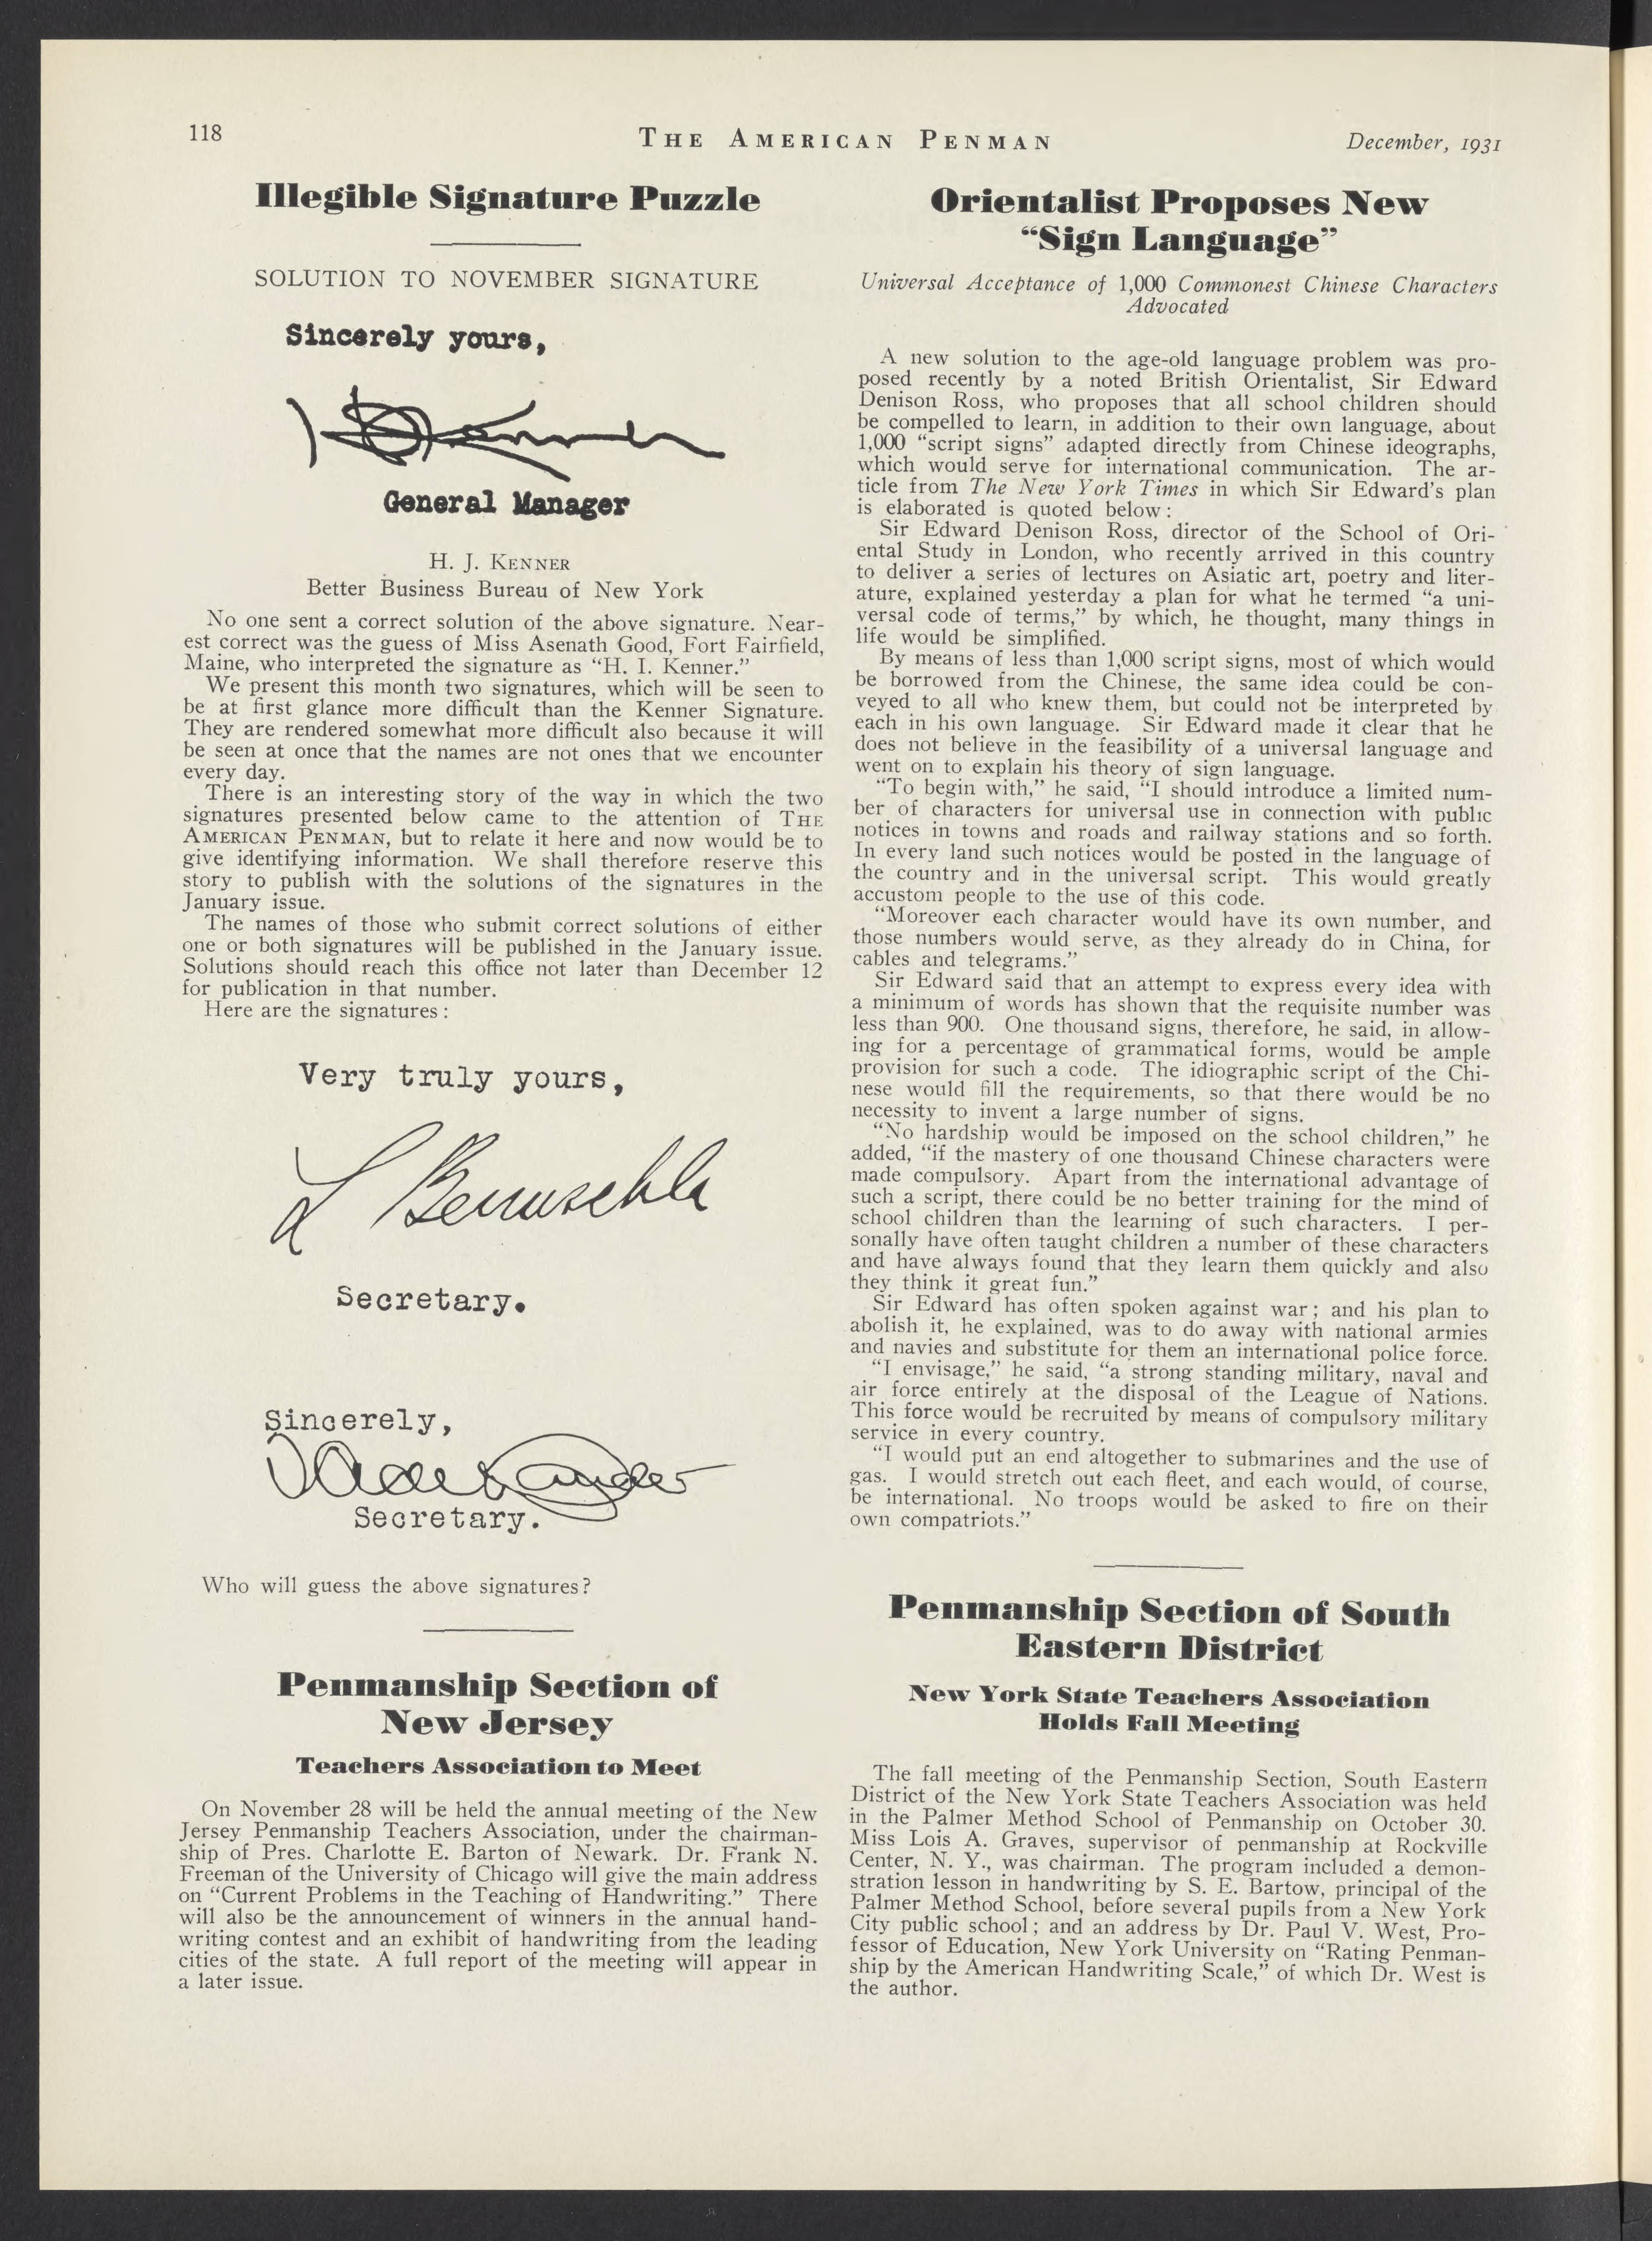 118
THE AMERICAN PENMAN
December, 1931
Illegible Signature Puzzle
SOLUTION TO NOVEMBER SIGNATURE
Sincerely yours,
General Manager
H. J. KENNER
Better Business Bureau of New York
No one sent a correct solution of the above signature. Near-
est correct was the guess of Miss Asenath Good, Fort Fairfield,
Maine, who interpreted the signature as “H. I. Kenner.”
We present this month two signatures, which will be seen to
be at first glance more difficult than the Kenner Signature.
They are rendered somewhat more difficult also because it will
be seen at once that the names are not ones that we encounter
every day.
There is an interesting story of the way in which the two
signatures presented below came to the attention of THE
AMERICAN PENMAN, but to relate it here and now would be to
give identifying information. We shall therefore reserve this
story to publish with the solutions of the signatures in the
January issue.
The names of those who submit correct solutions of either
one or both signatures will be published in the January issue.
Solutions should reach this office not later than December 12
for publication in that number.
Here are the signatures:
Very truly yours,
Secretary.
Sincerely,
Secretary.
Who will guess the above signatures?
Penmanship Section of
New Jersey
Teachers Association to Meet
On November 28 will be held the annual meeting of the New
Jersey Penmanship Teachers Association, under the chairman-
ship of Pres. Charlotte E. Barton of Newark. Dr. Frank N.
Freeman of the University of Chicago will give the main address
on “Current Problems in the Teaching of Handwriting.” There
will also be the announcement of winners in the annual hand-
writing contest and an exhibit of handwriting from the leading
cities of the state. A full report of the meeting will appear in
a later issue.
Orientalist Proposes New
“Sign Language”
Universal Acceptance of 1,000 Commonest Chinese Characters
Advocated
A new solution to the age-old language problem was pro-
posed recently by a noted British Orientalist, Sir Edward
Denison Ross, who proposes that all school children should
be compelled to learn, in addition to their own language, about
1,000 “script signs” adapted directly from Chinese ideographs,
which would serve for international communication. The ar-
ticle from The New York Times in which Sir Edward's plan
is elaborated is quoted below:
Sir Edward Denison Ross, director of the School of Ori-
ental Study in London, who recently arrived in this country
to deliver a series of lectures on Asiatic art, poetry and liter-
ature, explained yesterday a plan for what he termed “a uni-
versal code of terms,” by which, he thought, many things in
life would be simplified.
By means of less than 1,000 script signs, most of which would
be borrowed from the Chinese, the same idea could be con-
veyed to all who knew them, but could not be interpreted by
each in his own language. Sir Edward made it clear that he
does not believe in the feasibility of a universal language and
went on to explain his theory of sign language.
“To begin with,” he said, “I should introduce a limited num-
ber of characters for universal use in connection with public
notices in towns and roads and railway stations and so forth.
In every land such notices would be posted in the language of
the country and in the universal script. This would greatly
accustom people to the use of this code.
“Moreover each character would have its own number, and
those numbers would serve, as they already do in China, for
cables and telegrams.”
Sir Edward said that an attempt to express every idea with
a minimum of words has shown that the requisite number was
less than 900. One thousand signs, therefore, he said, in allow-
ing for a percentage of grammatical forms, would be ample
provision for such a code. The idiographic script of the Chi-
nese would fill the requirements, so that there would be no
necessity to invent a large number of signs.
“No hardship would be imposed on the school children,” he
added, “if the mastery of one thousand Chinese characters were
made compulsory. Apart from the international advantage of
such a script, there could be no better training for the mind of
school children than the learning of such characters. I per-
sonally have often taught children a number of these characters
and have always found that they learn them quickly and also
they think it great fun.”
Sir Edward has often spoken against war; and his plan to
abolish it, he explained, was to do away with national armies
and navies and substitute for them an international police force.
“I envisage,” he said, “a strong standing military, naval and
air force entirely at the disposal of the League of Nations.
This force would be recruited by means of compulsory military
service in every country.
“I would put an end altogether to submarines and the use of
gas. I would stretch out each fleet, and each would, of course,
be international. No troops would be asked to fire on their
own compatriots.”
Penmanship Section of South
Eastern District
New York State Teachers Association
Holds Fall Meeting
The fall meeting of the Penmanship Section, South Eastern
District of the New York State Teachers Association was held
in the Palmer Method School of Penmanship on October 30.
Miss Lois A. Graves, supervisor of penmanship at Rockville
Center, N. Y., was chairman. The program included a demon-
stration lesson in handwriting by S. E. Bartow, principal of the
Palmer Method School, before several pupils from a New York
City public school; and an address by Dr. Paul V. West, Pro-
fessor of Education, New York University on “Rating Penman-
ship by the American Handwriting Scale,” of which Dr. West is
the author.